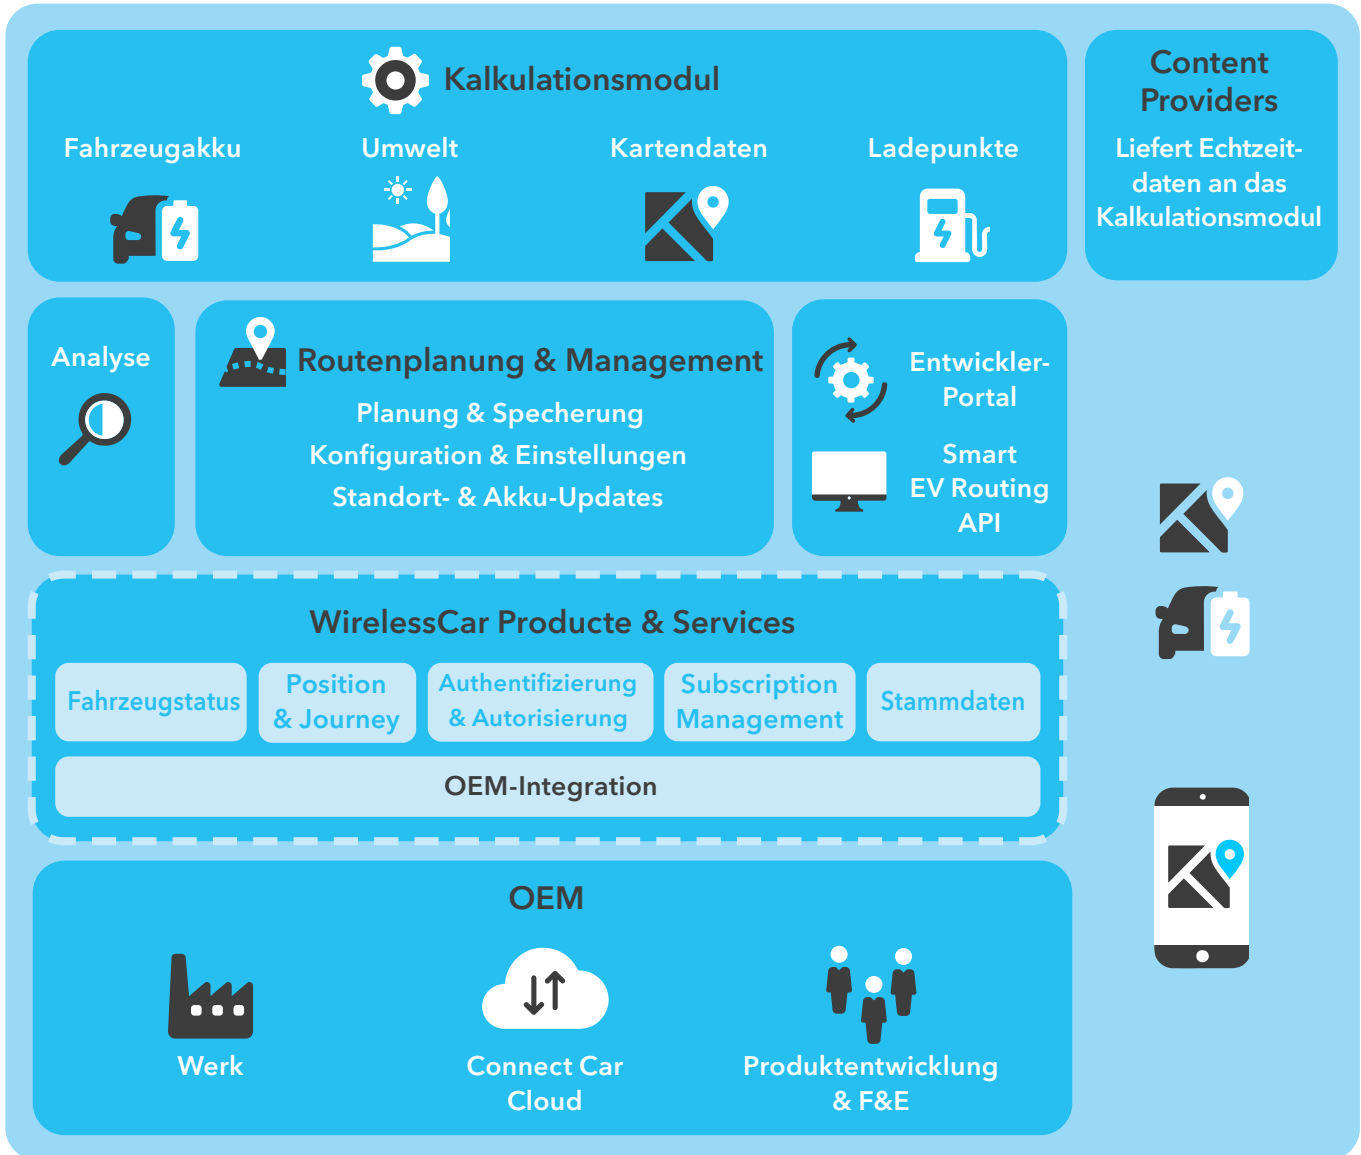 Kalkulationsmodul
Fahrzeugakku
Umwelt
Kartendaten
Ladepunkte
Content
Providers
Liefert Echtzeit-
daten an das
Kalkulationsmodul
Analyse
Routenplanung & Management
Planung & Specherung
Konfiguration & Einstellungen
Standort- & Akku-Updates
Entwickler-
Portal
Smart
EV Routing
API
WirelessCar Producte & Services
Fahrzeugstatus
Position
& Journey
Authentifizierung
& Autorisierung
Subscription
Management
Stammdaten
OEM-Integration
OEM
Werk
Connect Car
Cloud
Produktentwicklung
& F&E